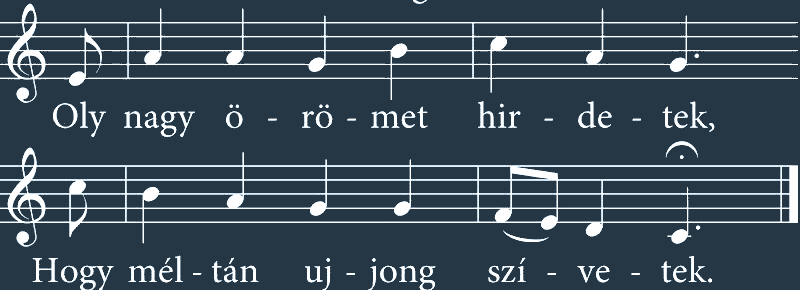 Oly nagy ö - rö - met hir - de - tek,
Hogy mél - tán uj - jong szí - ve - tek.